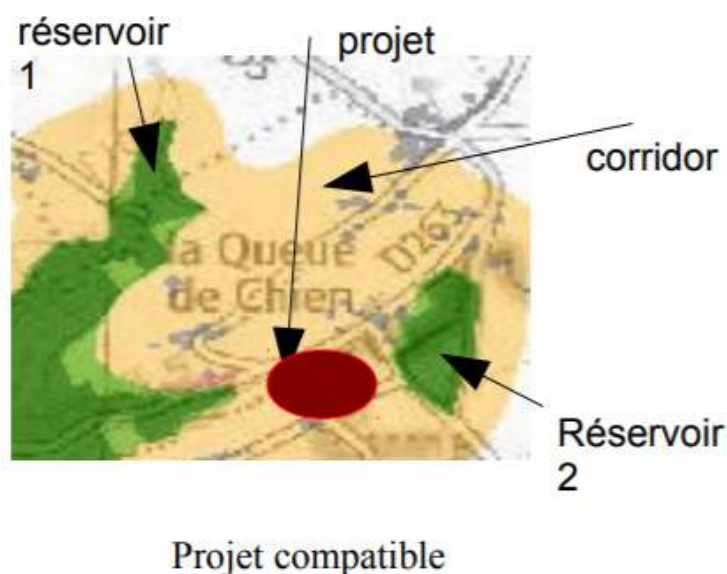 réservoir
1
projet
corridor
la Queue
de Chien
D263
Réservoir
2
Projet compatible